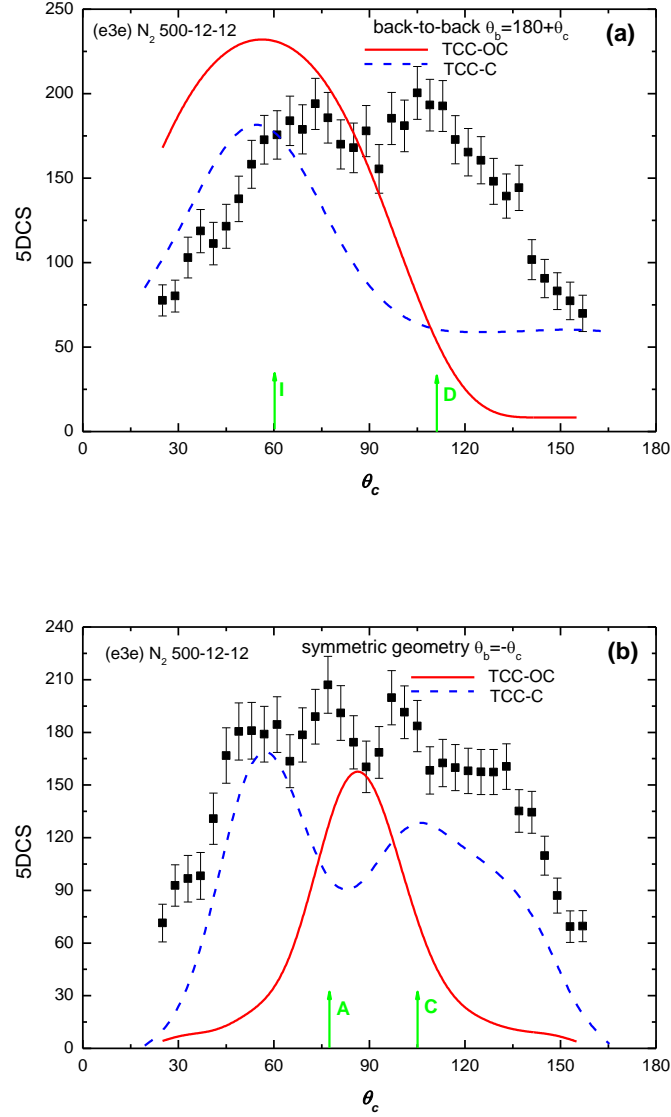 (e3e) N2 500-12-12
back-to-back θb=180+θc
(a)
TCC-OC
TCC-C
250
200
150
100
50
0
5DCS
I
D
0 30 60 90 120 150 180
θc
(e3e) N2 500-12-12
symmetric geometry θb=-θc
(b)
TCC-OC
TCC-C
240
210
180
150
120
90
60
30
0
5DCS
A
C
0 30 60 90 120 150 180
θc